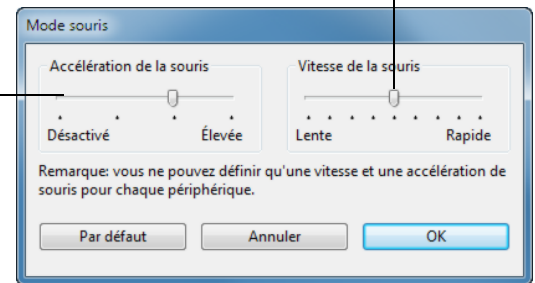 Mode souris
Accélération de la souris
Vitesse de la souris
Désactivé
Élevée
Lente
Rapide
Remarque: vous ne pouvez définir qu'une vitesse et une accélération de
souris pour chaque périphérique.
Par défaut
Annuler
OK